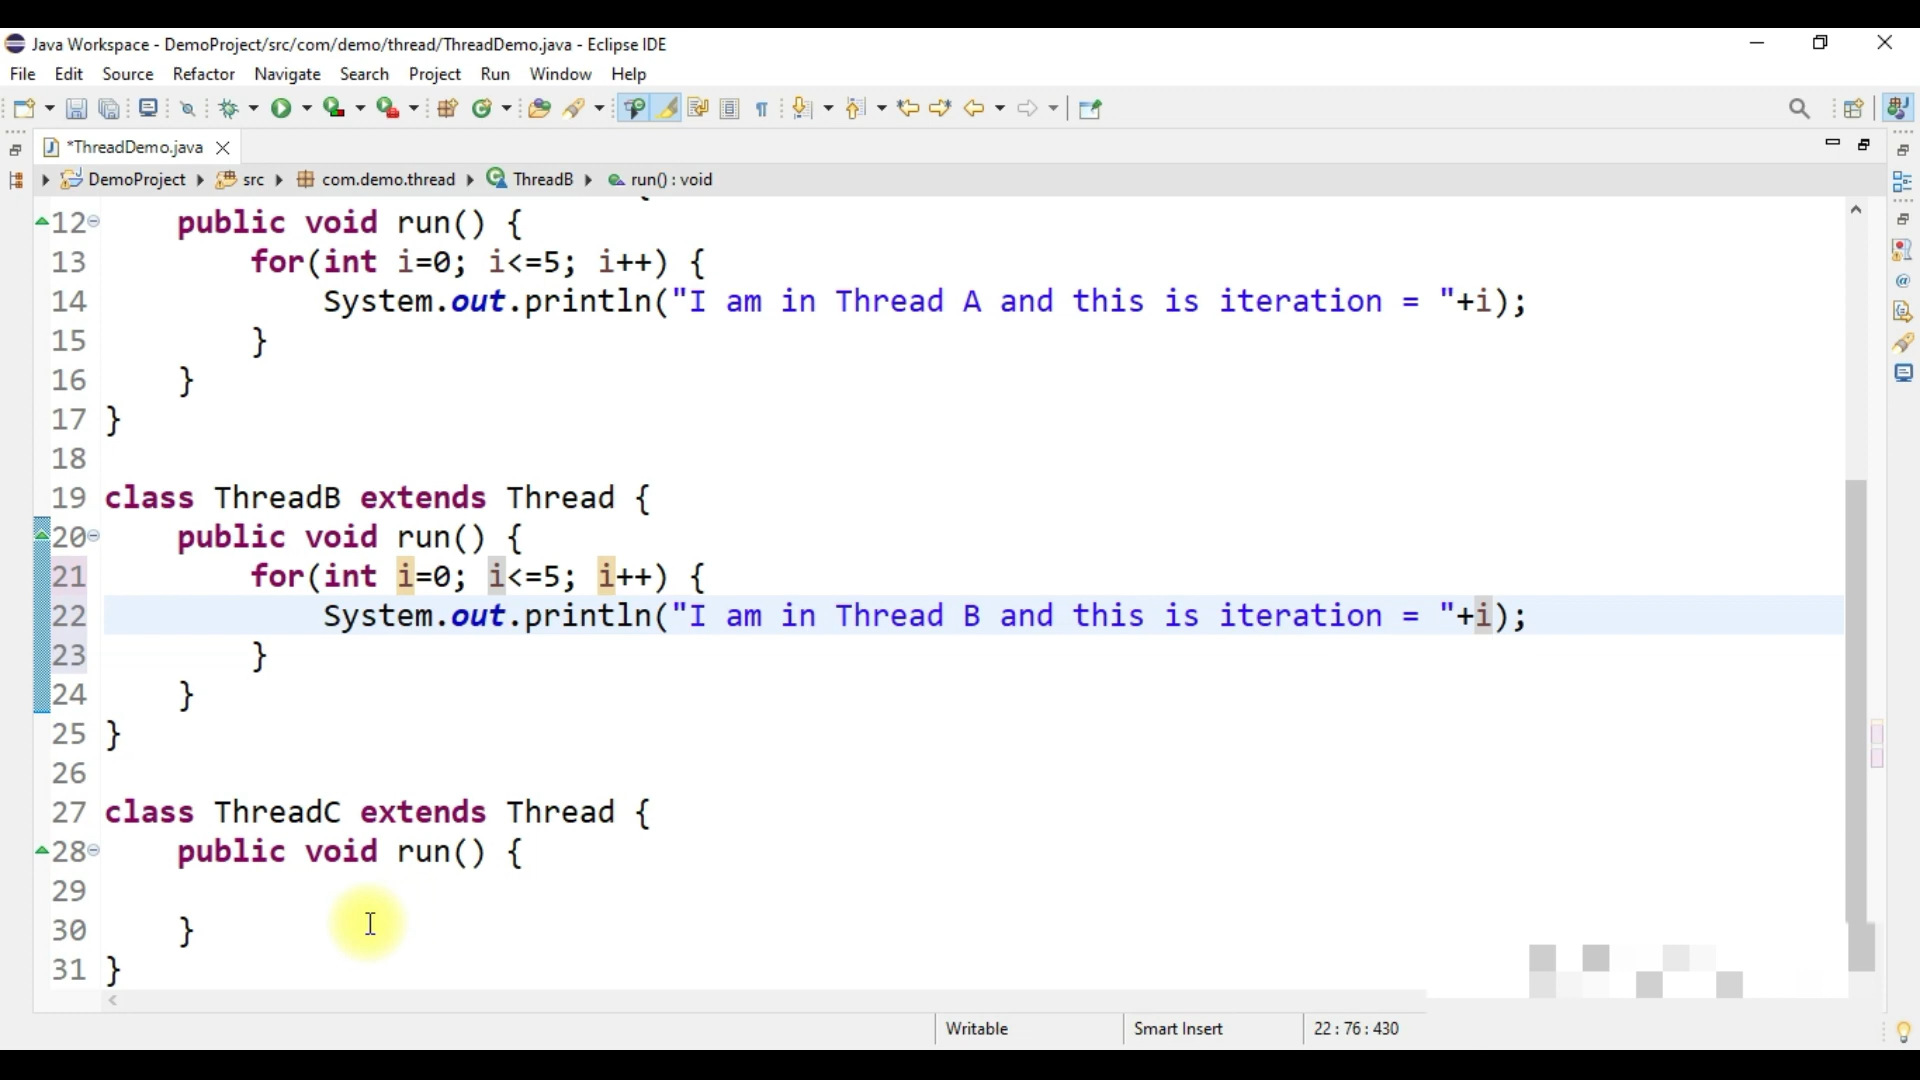 Java Workspace - DemoProject/src/com/demo/thread/ThreadDemo.java - Eclipse IDE
File Edit Source Refactor Navigate Search Project Run Window Help
*ThreadDemo.java
DemoProject src com.demo.thread ThreadB run() : void
12 public void run() {
13 for(int i=0; i<=5; i++) {
14 System.out.println("I am in Thread A and this is iteration = "+i);
15 }
16 }
17 }
18
19 class ThreadB extends Thread {
20 public void run() {
21 for(int i=0; i<=5; i++) {
22 System.out.println("I am in Thread B and this is iteration = "+i);
23 }
24 }
25 }
26
27 class ThreadC extends Thread {
28 public void run() {
29
30 }
31 }
Writable Smart Insert 22 : 76 : 430